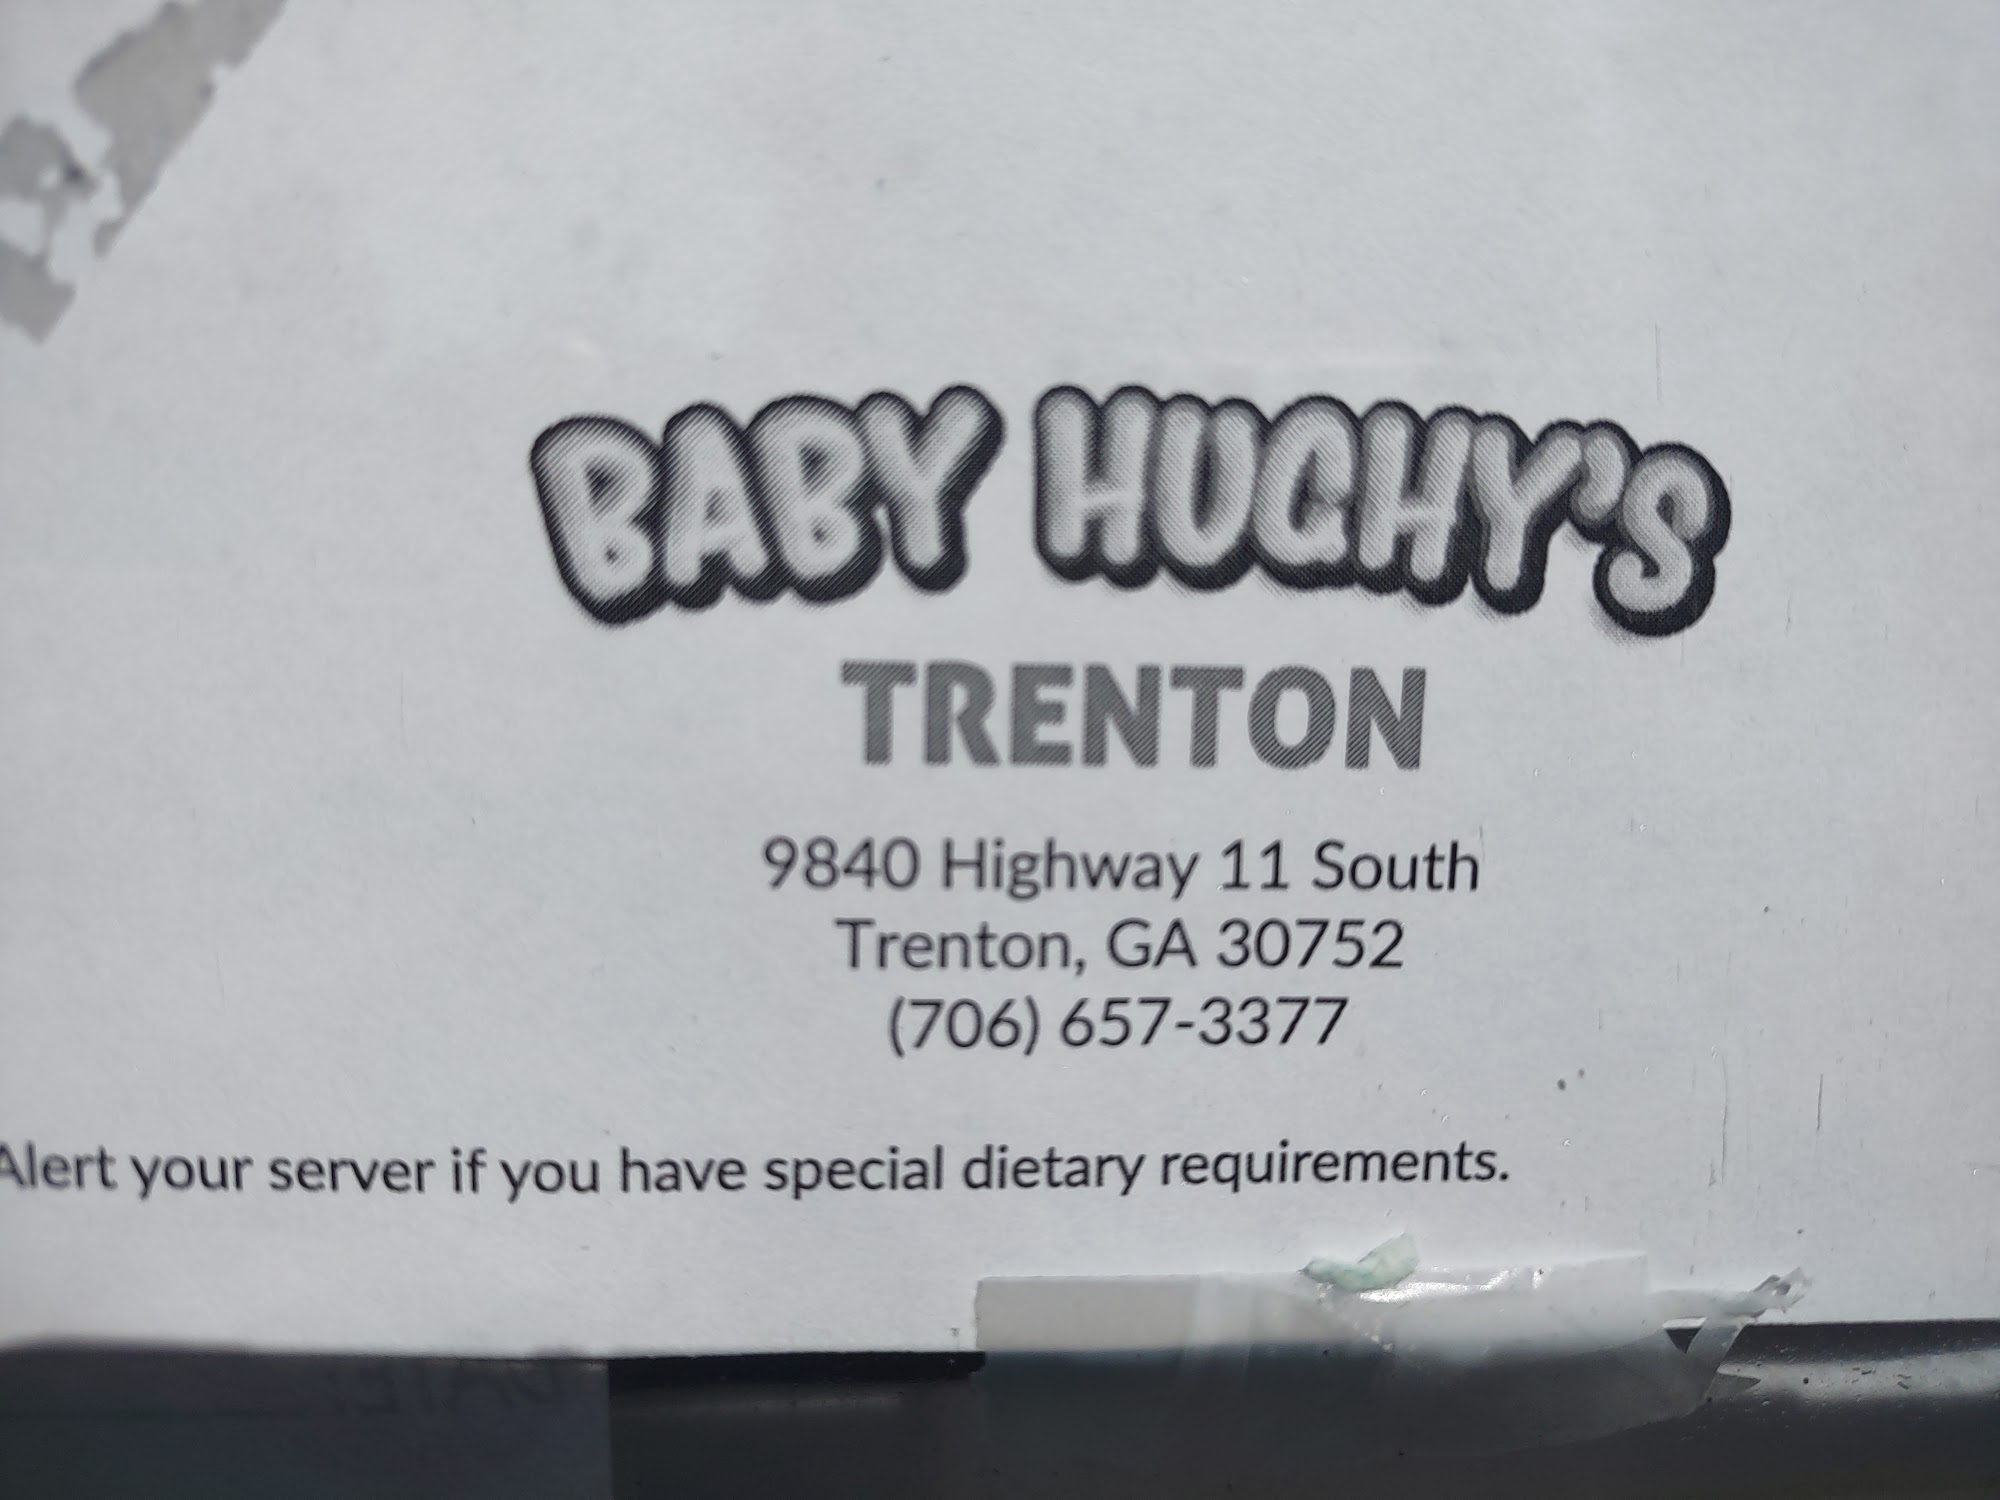 BABY HUGHY'S
TRENTON
9840 Highway 11 South
Trenton, GA 30752
(706) 657-3377
Alert your server if you have special dietary requirements.